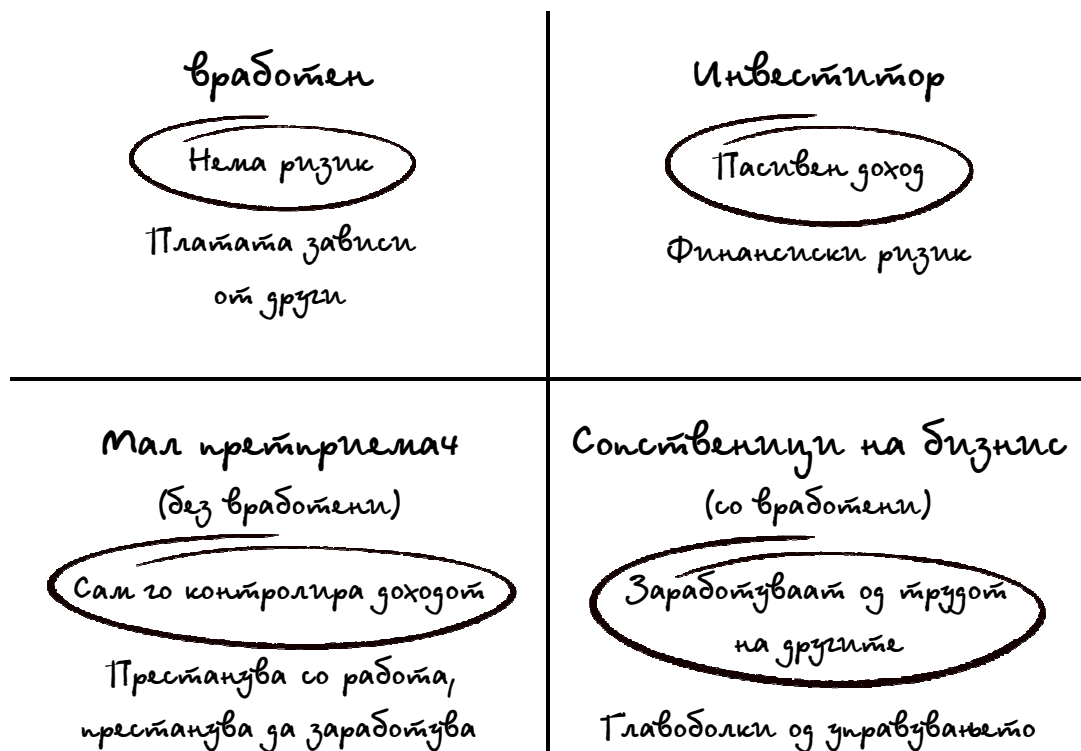 вработен
Нема ризик
Платата зависи
от други
Инвеститор
Пасивен доход
Финансиски ризик
Мал претприемач
(без вработени)
Сам го контролира доходот
Престанува со работа,
престанува да заработува
Сопственици на бизнис
(со вработени)
Заработуваат од трудот
на другите
Главоболки од управувањето